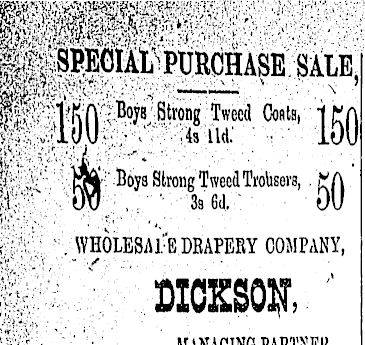 SPECIAL PURCHASE SALE,
150 Boys Strong Tweed Coats, 150
4s 11d.
50 Boys Strong Tweed Trousers, 50
3s 6d.
WHOLESALE DRAPERY COMPANY,
DICKSON,
MANAGING PARTNER